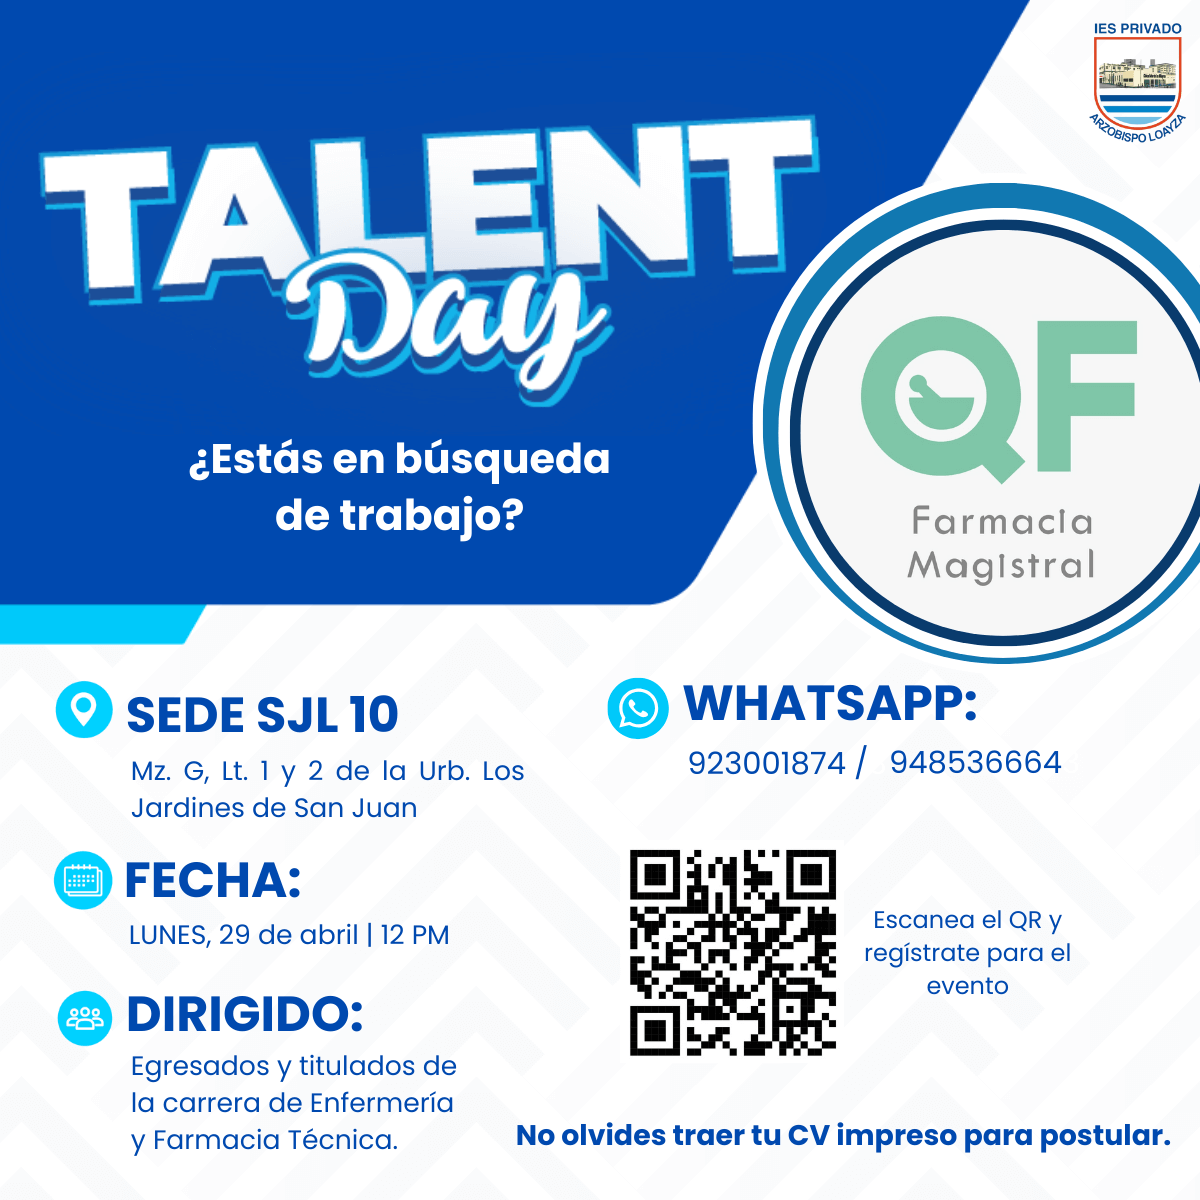 IES PRIVADO
ARZOBISPO LOAYZA
TALENT
Day
¿Estás en búsqueda
de trabajo?
QF
Farmacia
Magistral
SEDE SJL 10
Mz. G, Lt. 1 y 2 de la Urb. Los
Jardines de San Juan
FECHA:
LUNES, 29 de abril | 12 PM
DIRIGIDO:
Egresados y titulados de
la carrera de Enfermería
y Farmacia Técnica.
WHATSAPP:
923001874 / 948536664
Escanea el QR y
regístrate para el
evento
No olvides traer tu CV impreso para postular.